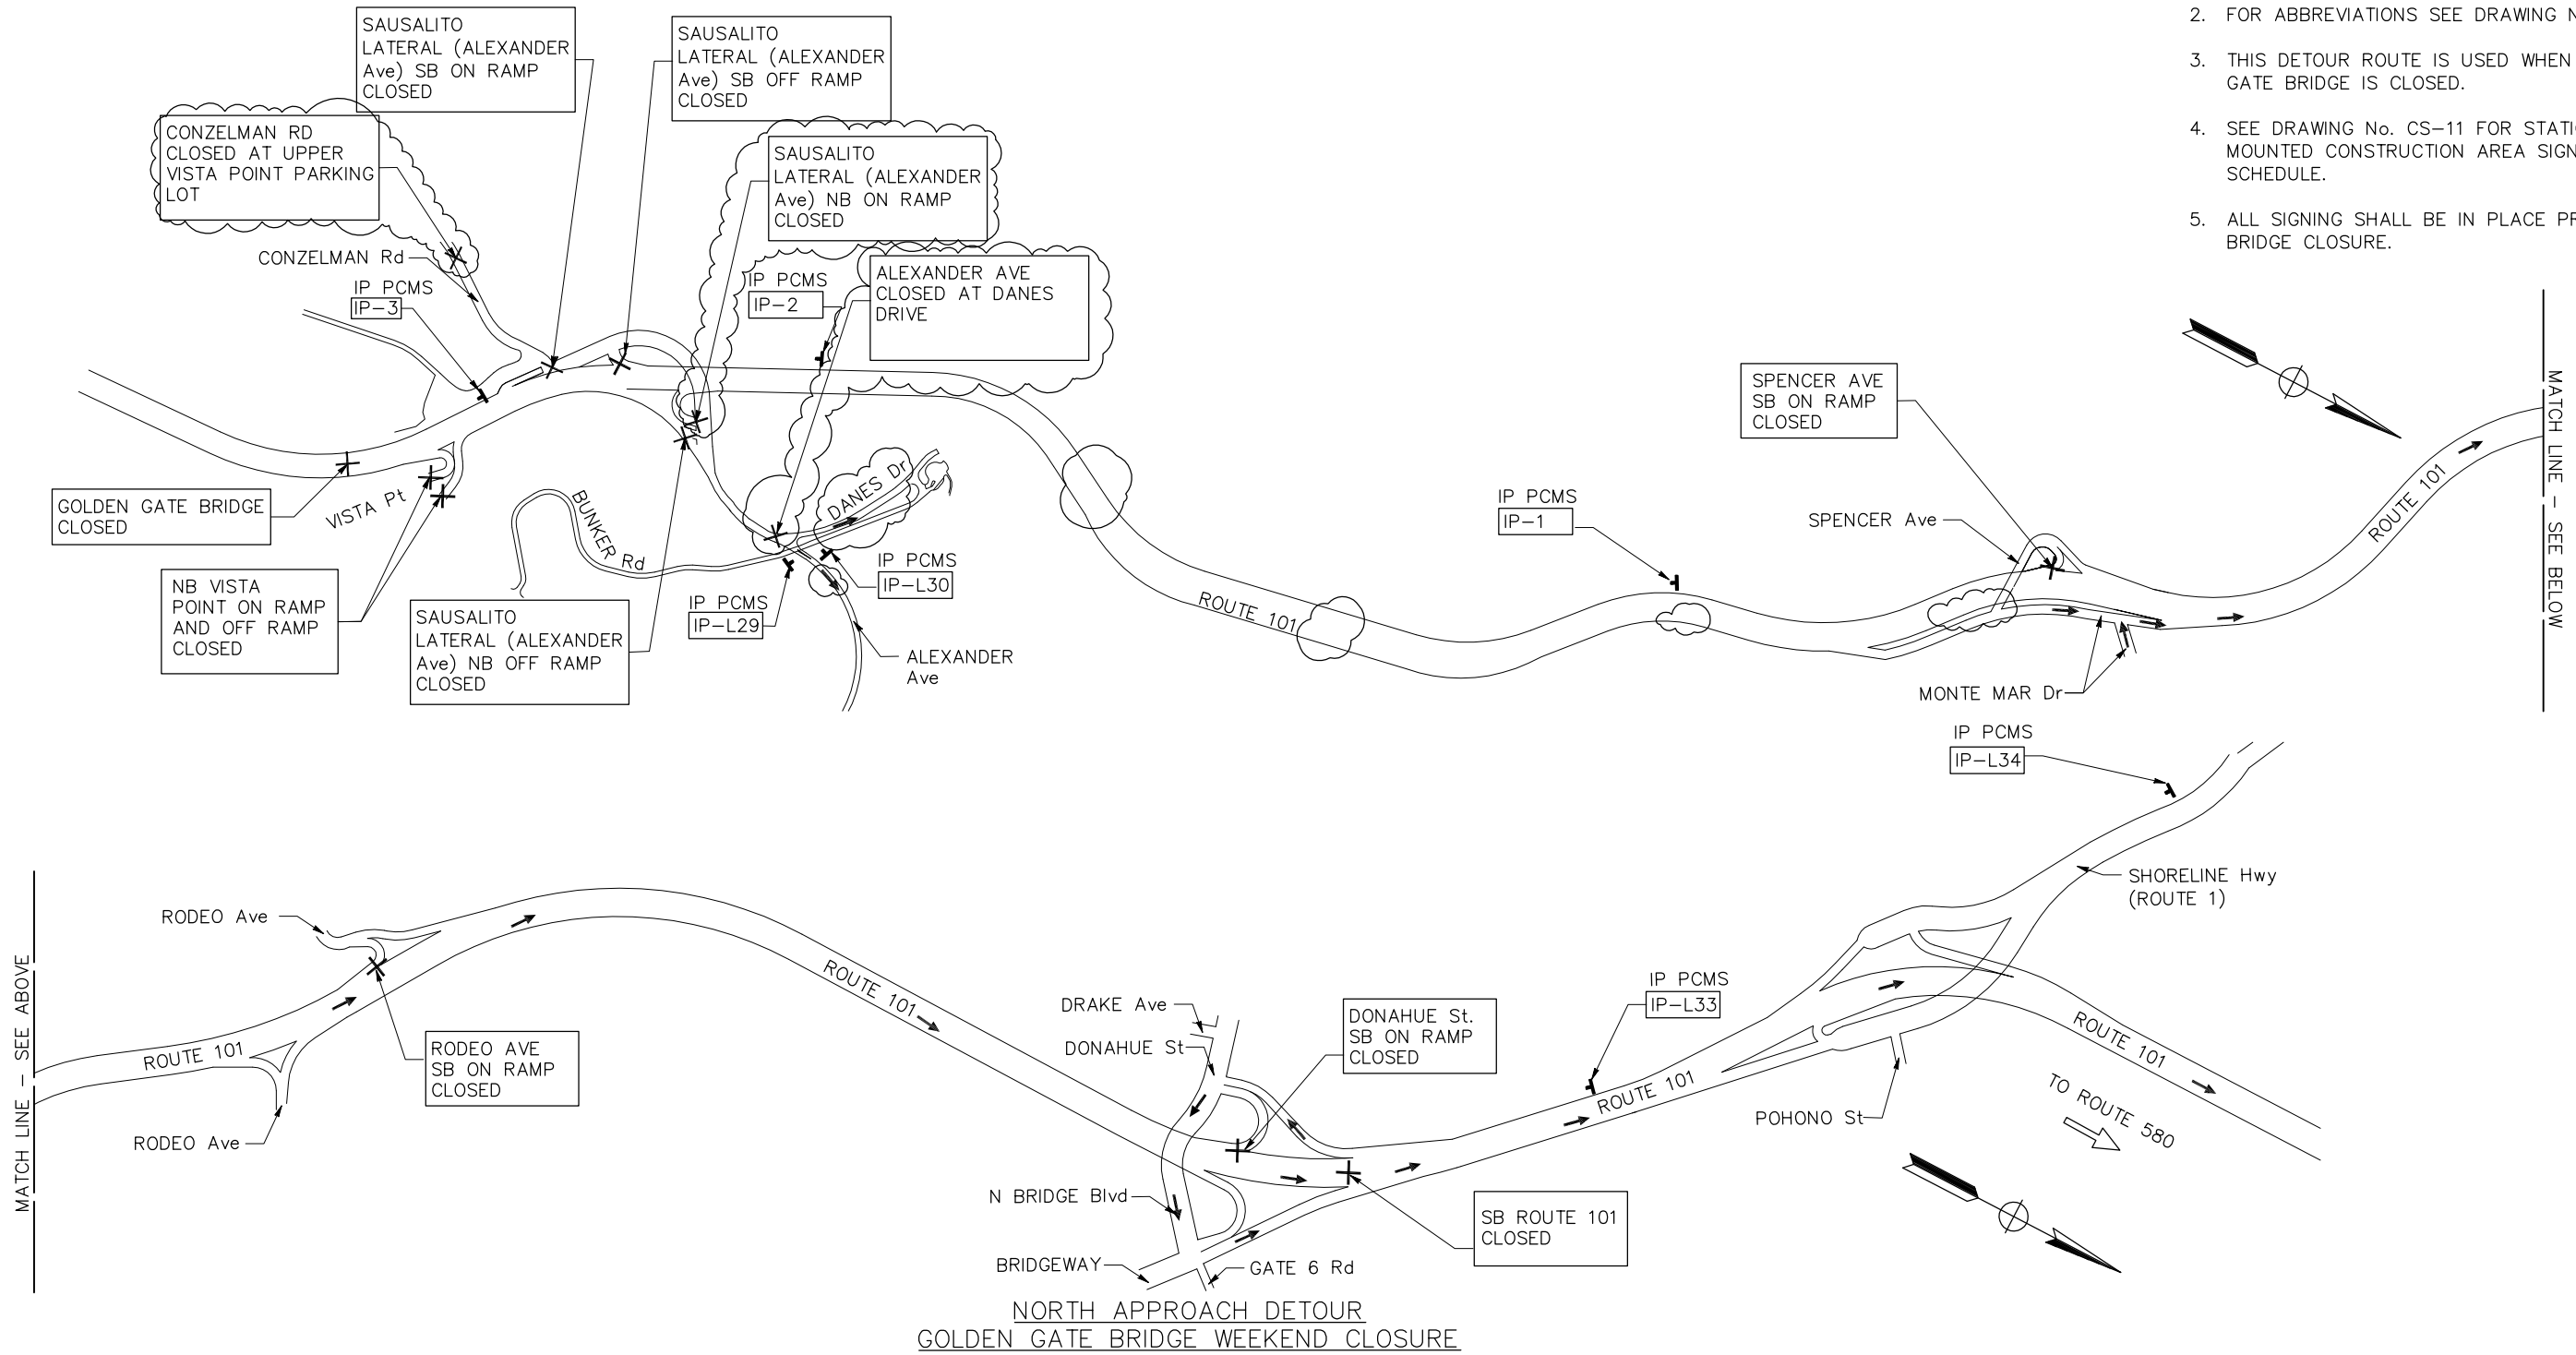 2. FOR ABBREVIATIONS SEE DRAWING N
3. THIS DETOUR ROUTE IS USED WHEN
GATE BRIDGE IS CLOSED.
4. SEE DRAWING No. CS-11 FOR STATI
MOUNTED CONSTRUCTION AREA SIGN
SCHEDULE.
5. ALL SIGNING SHALL BE IN PLACE PR
BRIDGE CLOSURE.
SAUSALITO
LATERAL (ALEXANDER
Ave) SB ON RAMP
CLOSED
SAUSALITO
LATERAL (ALEXANDER
Ave) SB OFF RAMP
CLOSED
CONZELMAN RD
CLOSED AT UPPER
VISTA POINT PARKING
LOT
SAUSALITO
LATERAL (ALEXANDER
Ave) NB ON RAMP
CLOSED
CONZELMAN Rd
IP PCMS
IP-3
IP PCMS
IP-2
ALEXANDER AVE
CLOSED AT DANES
DRIVE
SPENCER AVE
SB ON RAMP
CLOSED
GOLDEN GATE BRIDGE
CLOSED
VISTA Pt
BUNKER Rd
DANES Dr
IP PCMS
IP-1
SPENCER Ave
ROUTE 101
MATCH LINE - SEE BELOW
NB VISTA
POINT ON RAMP
AND OFF RAMP
CLOSED
SAUSALITO
LATERAL (ALEXANDER
Ave) NB OFF RAMP
CLOSED
IP PCMS
IP-L29
IP PCMS
IP-L30
ALEXANDER
Ave
ROUTE 101
MONTE MAR Dr
IP PCMS
IP-L34
SHORELINE Hwy
(ROUTE 1)
MATCH LINE - SEE ABOVE
RODEO Ave
ROUTE 101
RODEO AVE
SB ON RAMP
CLOSED
RODEO Ave
ROUTE 101
DRAKE Ave
DONAHUE St
DONAHUE St.
SB ON RAMP
CLOSED
IP PCMS
IP-L33
ROUTE 101
POHONO St
ROUTE 101
TO ROUTE 580
N BRIDGE Blvd
SB ROUTE 101
CLOSED
BRIDGEWAY
GATE 6 Rd
NORTH APPROACH DETOUR
GOLDEN GATE BRIDGE WEEKEND CLOSURE